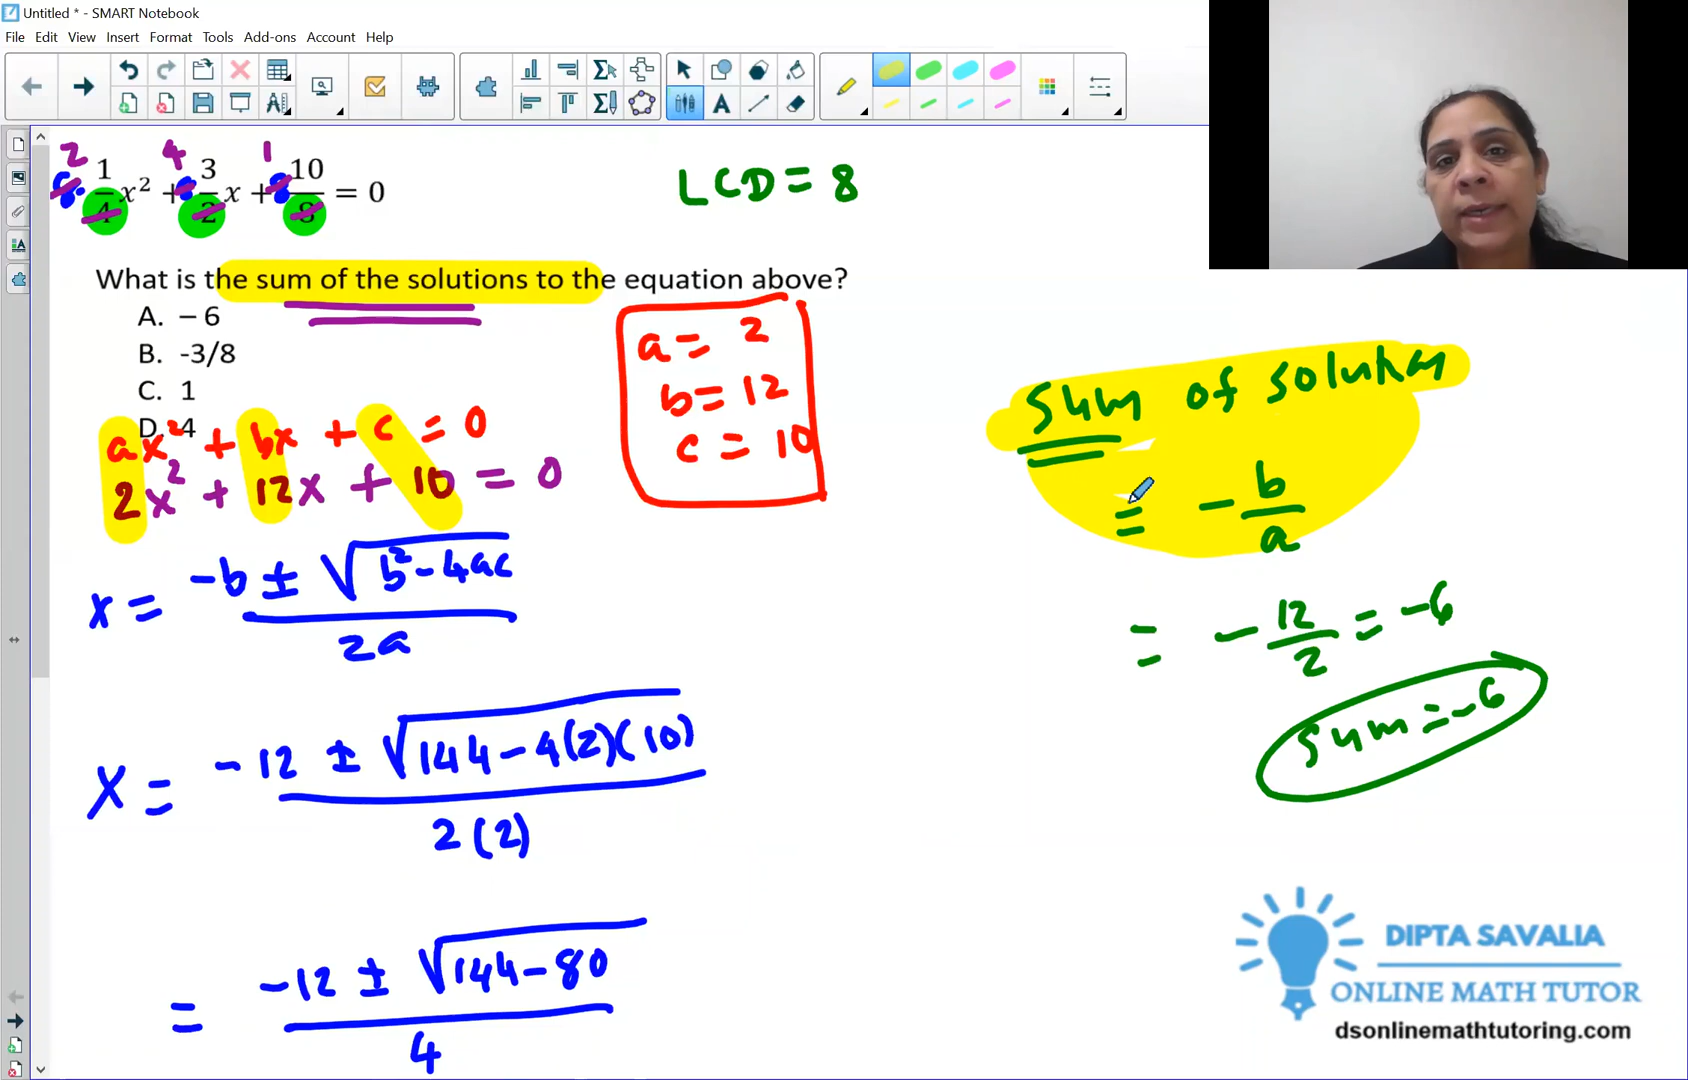 Untitled * - SMART Notebook
File Edit View Insert Format Tools Add-ons Account Help
2 4 1
8· 1/4 x² + 8 3/2 x + 8 10/8 = 0
LCD = 8
What is the sum of the solutions to the equation above?
A. – 6
B. -3/8
C. 1
D. 4
ax² + bx + c = 0
2x² + 12x + 10 = 0
a = 2
b = 12
c = 10
x = -b ± √b² - 4ac / 2a
x = -12 ± √144 - 4(2)(10) / 2(2)
= -12 ± √144 - 80 / 4
Sum of solution
= - b/a
= - 12/2 = -6
Sum = -6
DIPTA SAVALIA
ONLINE MATH TUTOR
dsonlinemathtutoring.com